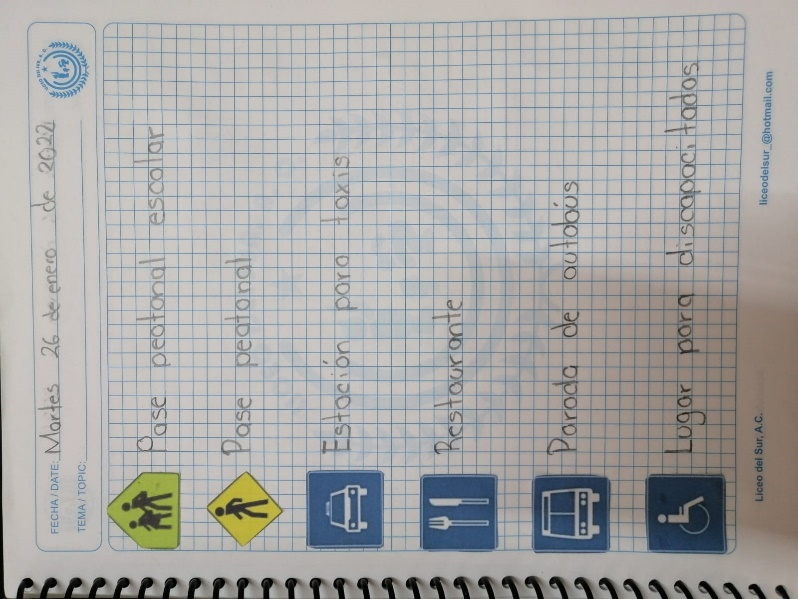 FECHA / DATE: Martes 26 de enero de 2022
TEMA / TOPIC:
Pase peatonal escolar
Pase peatonal
Estación para taxis
Restaurante
Parada de autobús
Lugar para discapacitados
Liceo del Sur, A.C.
liceodelsur_@hotmail.com